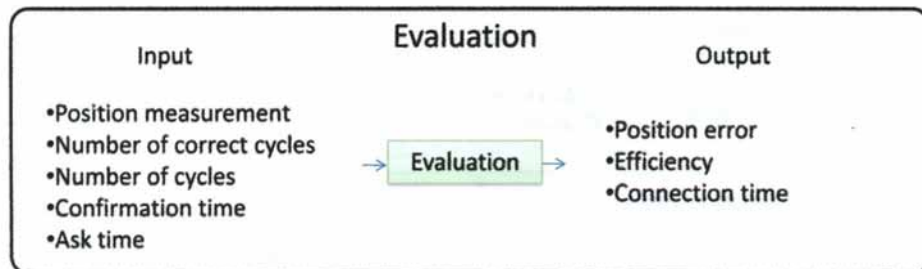 Evaluation
Input
Output
•Position measurement
•Number of correct cycles
•Number of cycles
•Confirmation time
•Ask time
Evaluation
•Position error
•Efficiency
•Connection time